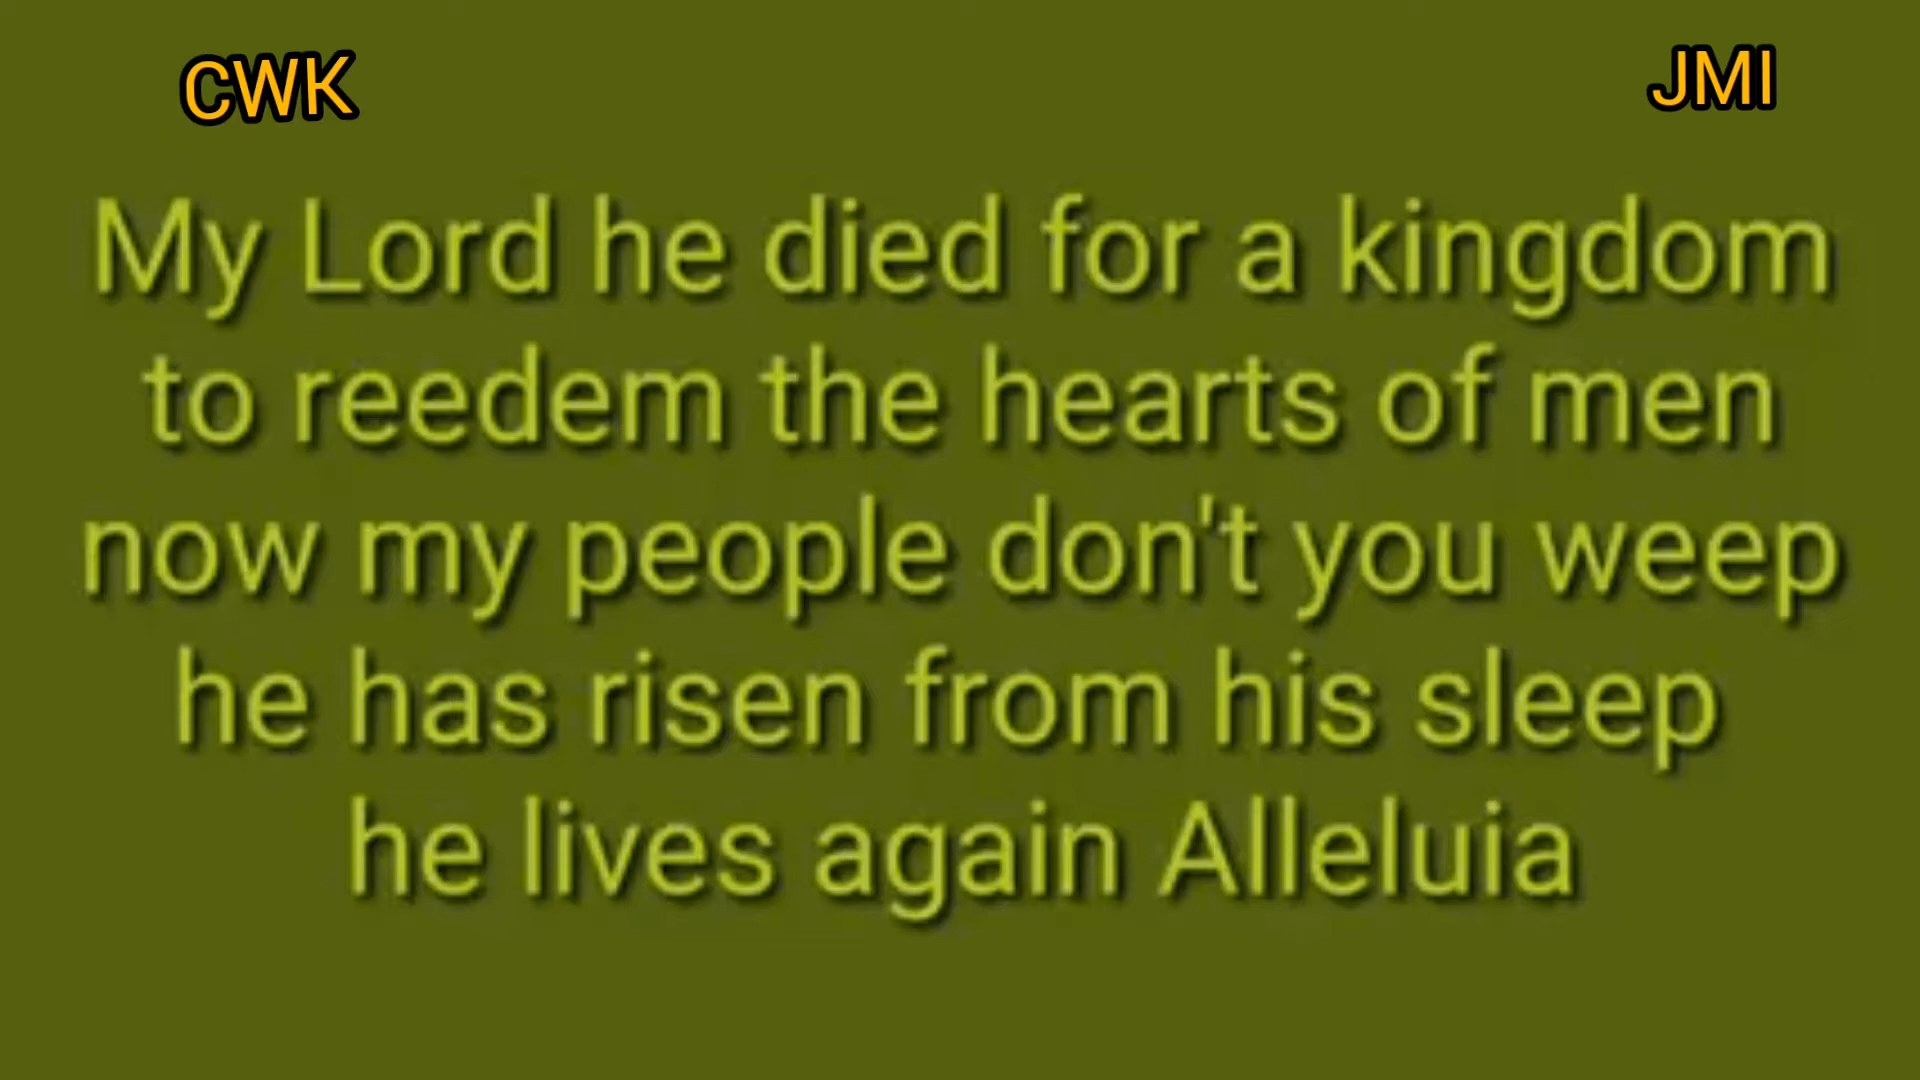 CWK JMI
My Lord he died for a kingdom
to reedem the hearts of men
now my people don't you weep
he has risen from his sleep
he lives again Alleluia